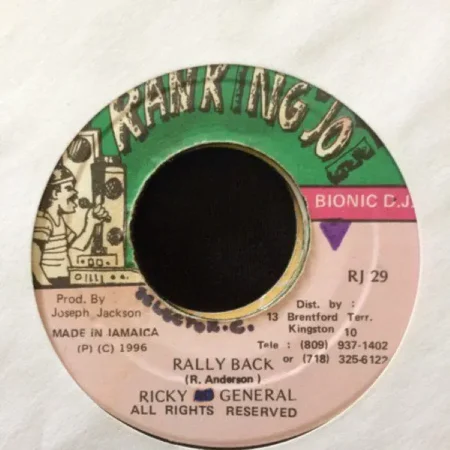 RANKING JOE
BIONIC D.J.
RJ 29
Prod. By
Joseph Jackson
MADE IN JAMAICA
(P) (C) 1996
Dist. by :
13 Brentford Terr.
Kingston 10
Tele : (809) 937-1402
or (718) 325-6122
SELECTOR.C.
RALLY BACK
(R. Anderson)
RICKY GENERAL
ALL RIGHTS RESERVED